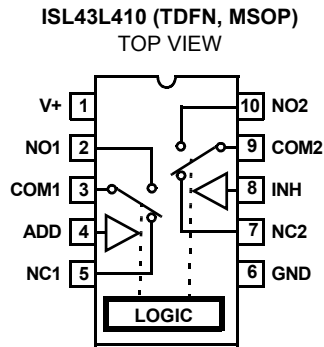 ISL43L410 (TDFN, MSOP)
TOP VIEW
V+ 1 10 NO2
NO1 2 9 COM2
COM1 3 8 INH
ADD 4 7 NC2
NC1 5 6 GND
LOGIC